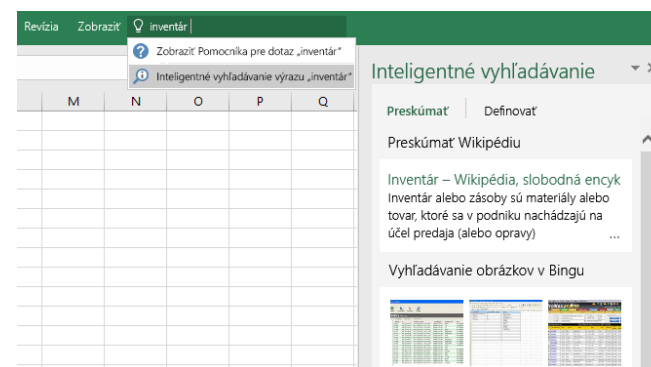 Revízia Zobraziť inventár
Zobraziť Pomocníka pre dotaz „inventár“
Inteligentné vyhľadávanie výrazu „inventár“
M N O P Q
Inteligentné vyhľadávanie
Preskúmať Definovať
Preskúmať Wikipédiu
Inventár – Wikipédia, slobodná encyk
Inventár alebo zásoby sú materiály alebo
tovar, ktoré sa v podniku nachádzajú na
účel predaja (alebo opravy) ...
Vyhľadávanie obrázkov v Bingu